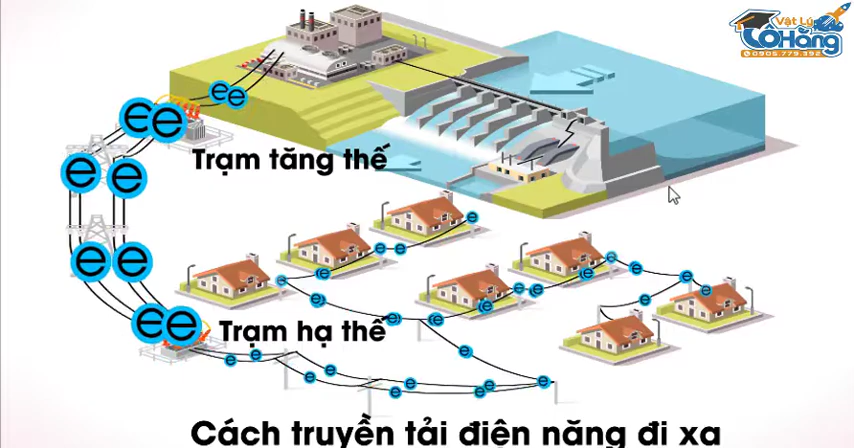 Vật Lý
CÔ HẰNG
0905.779.392
Trạm tăng thế
Trạm hạ thế
Cách truyền tải điện năng đi xa